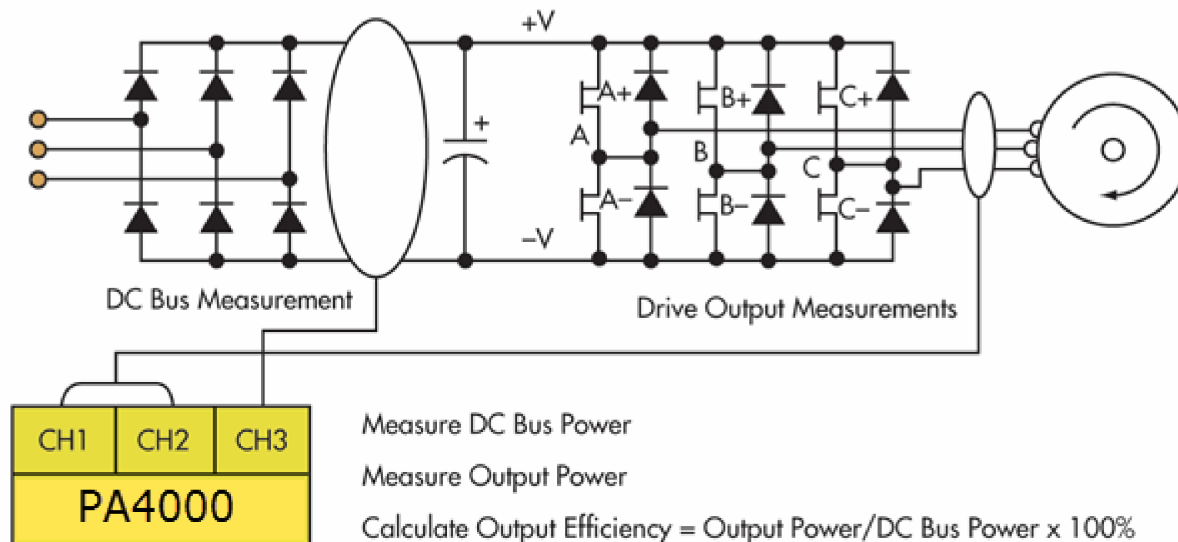 +V
+
A+
B+
C+
A
B
C
A−
B−
C−
−V
DC Bus Measurement
Drive Output Measurements
CH1
CH2
CH3
PA4000
Measure DC Bus Power
Measure Output Power
Calculate Output Efficiency = Output Power/DC Bus Power x 100%